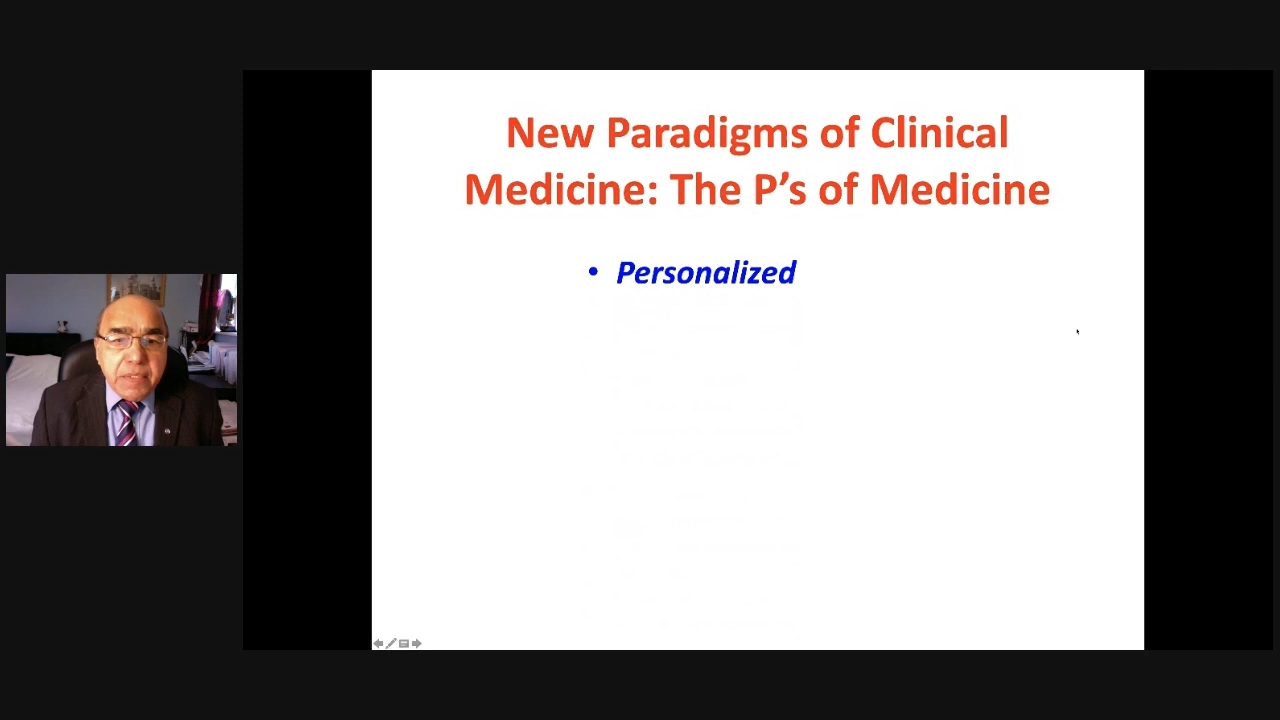 New Paradigms of Clinical
Medicine: The P’s of Medicine
• Personalized